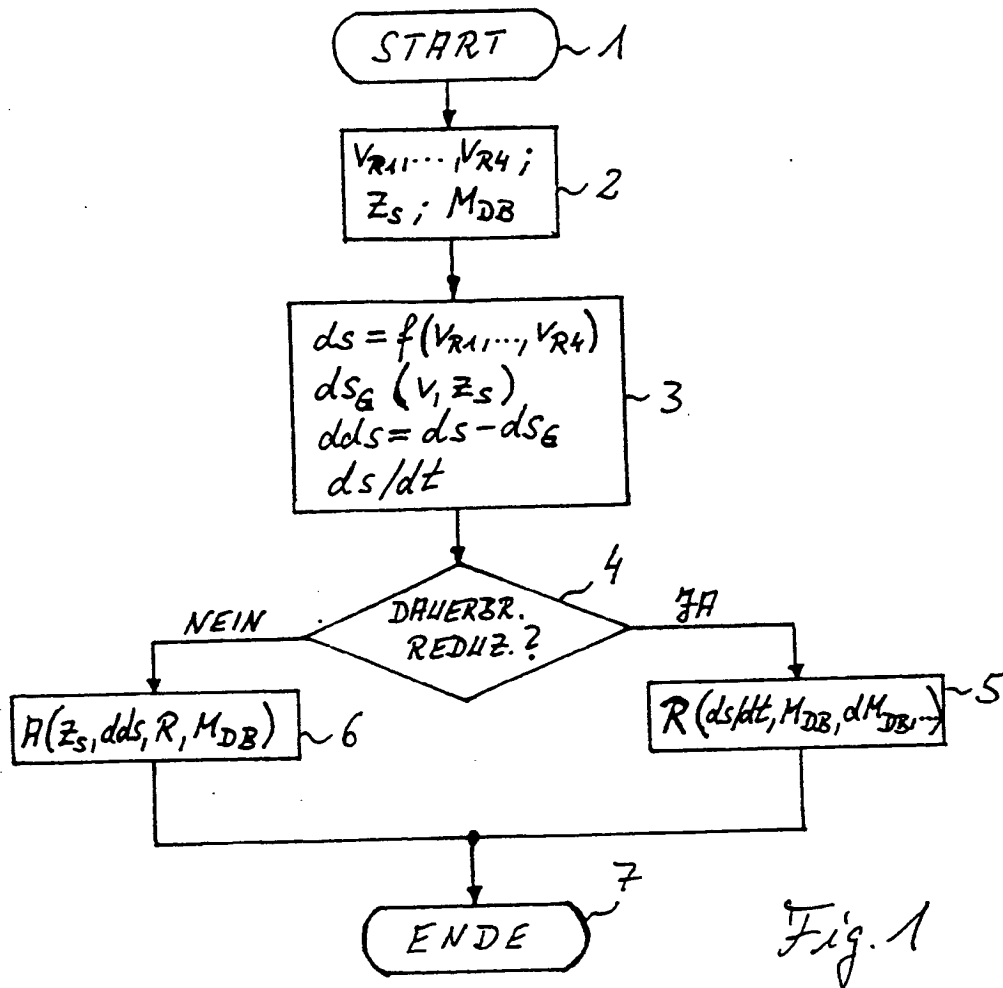 START
1
V_R1,...,V_R4;
Z_S; M_DB
2
ds = f(V_R1,...,V_R4)
ds_G (V, Z_S)
dds = ds - ds_G
ds/dt
3
4
DAUERBR.
REDUZ.?
NEIN
JA
R(ds/dt, M_DB, dM_DB,...)
5
A(Z_S, dds, R, M_DB)
6
7
ENDE
Fig. 1